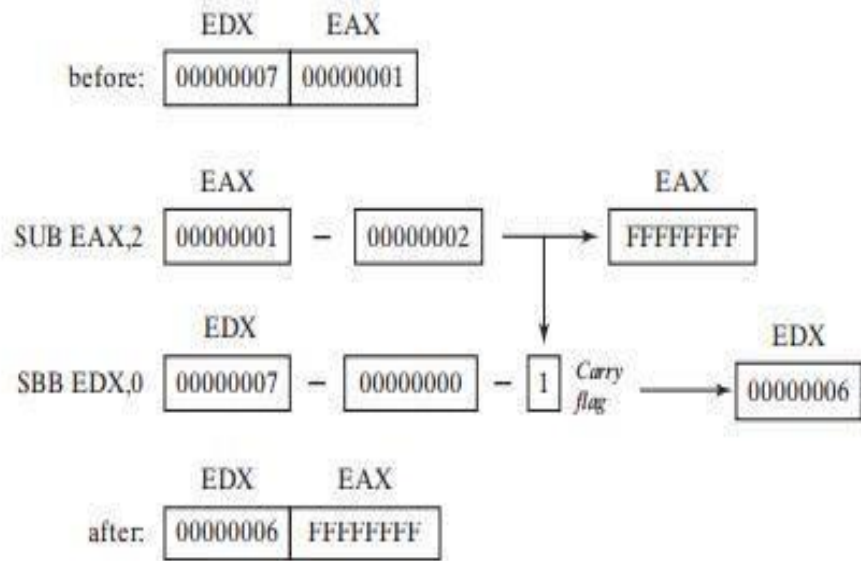 EDX EAX
before: 00000007 00000001
EAX EAX
SUB EAX,2 00000001 – 00000002 FFFFFFFF
EDX EDX
SBB EDX,0 00000007 – 00000000 – 1 Carry flag 00000006
EDX EAX
after: 00000006 FFFFFFFF